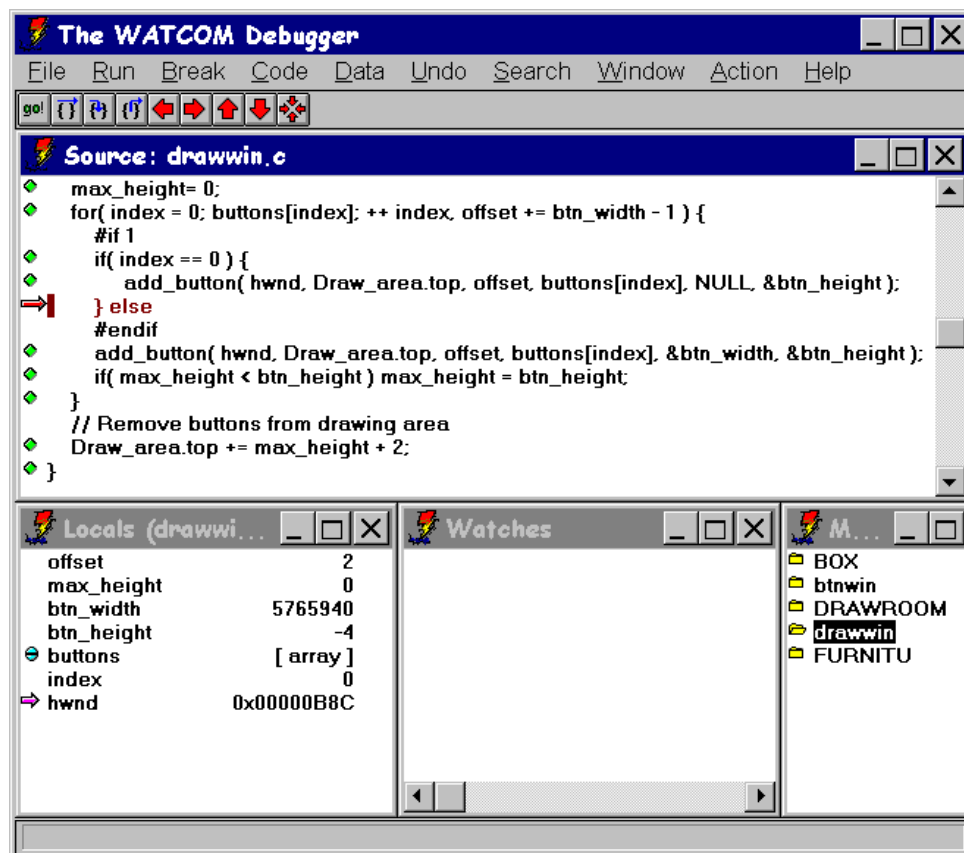 The WATCOM Debugger
File Run Break Code Data Undo Search Window Action Help
go! {} {} {}
Source: drawwin.c
max_height= 0;
for( index = 0; buttons[index]; ++ index, offset += btn_width - 1 ) {
#if 1
if( index == 0 ) {
add_button( hwnd, Draw_area.top, offset, buttons[index], NULL, &btn_height );
} else
#endif
add_button( hwnd, Draw_area.top, offset, buttons[index], &btn_width, &btn_height );
if( max_height < btn_height ) max_height = btn_height;
}
// Remove buttons from drawing area
Draw_area.top += max_height + 2;
}
Locals (drawwi...
offset 2
max_height 0
btn_width 5765940
btn_height -4
buttons [ array ]
index 0
hwnd 0x00000B8C
Watches
M...
BOX
btnwin
DRAWROOM
drawwin
FURNITU